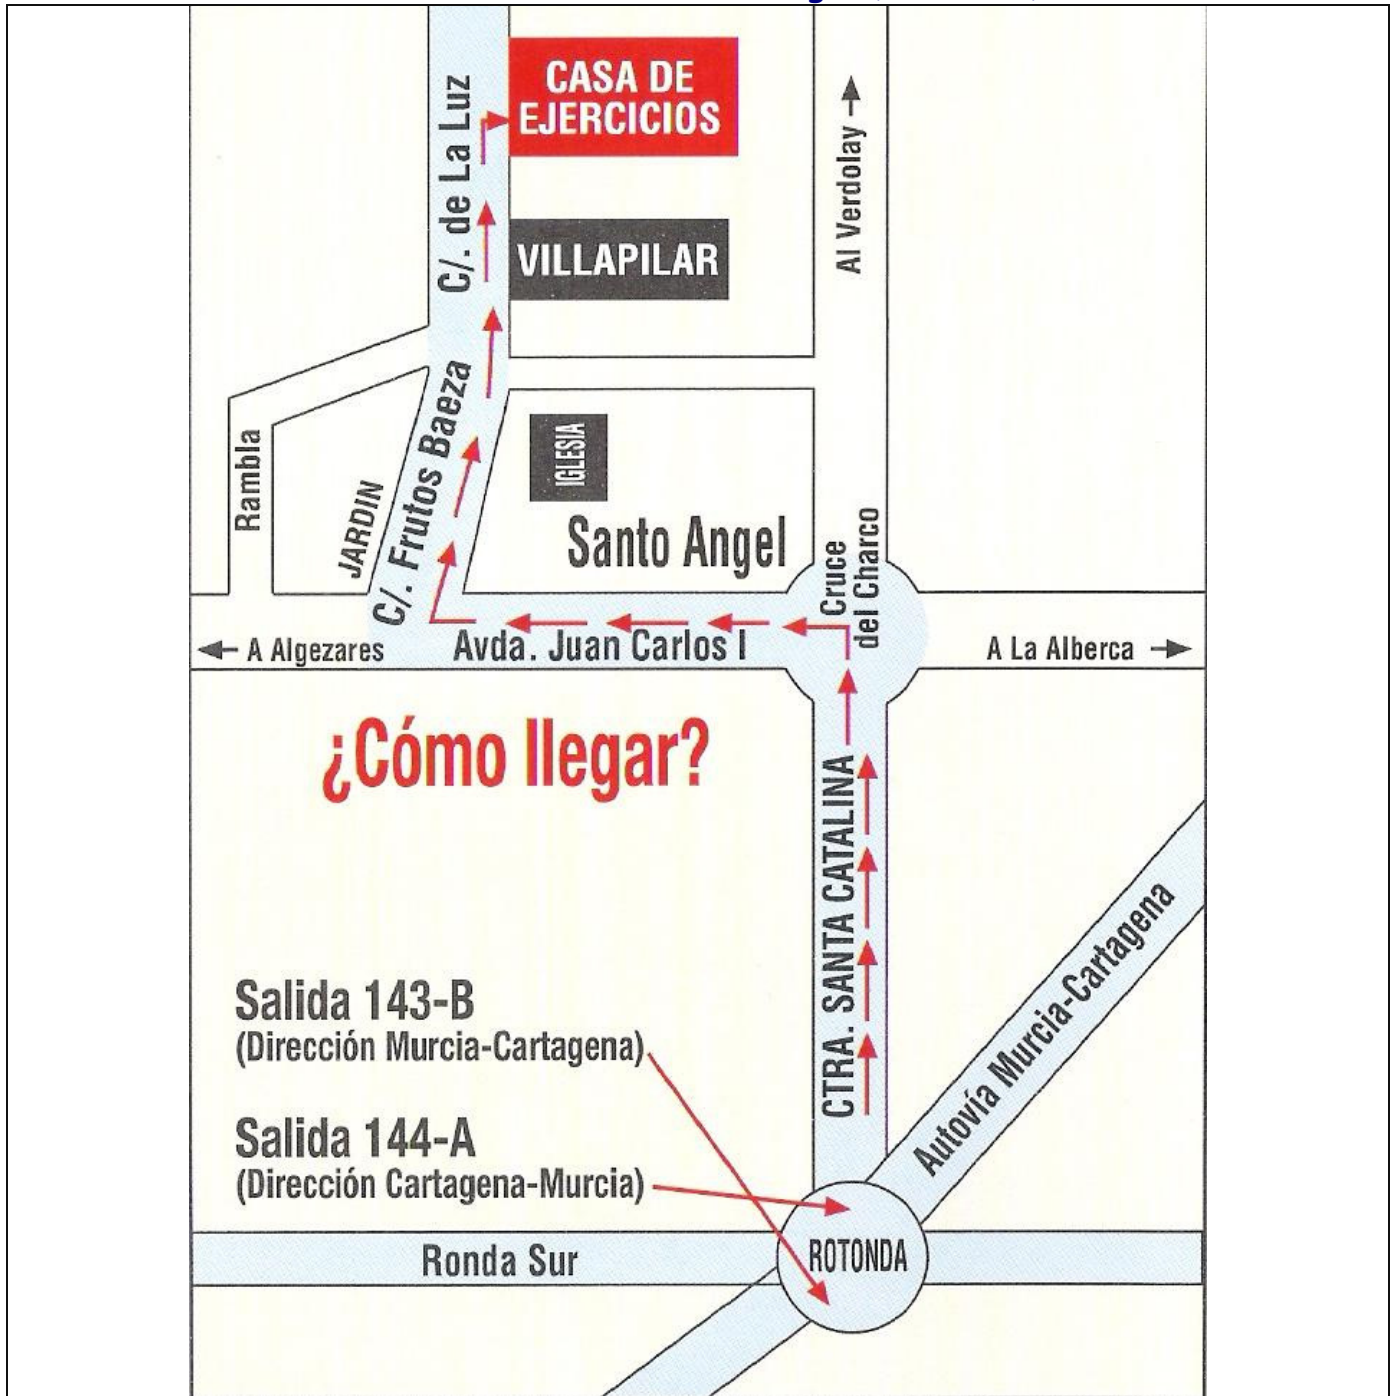 CASA DE
EJERCICIOS
C/. de La Luz
Al Verdolay
VILLAPILAR
C/. Frutos Baeza
Rambla
JARDIN
IGLESIA
Santo Angel
Cruce
del Charco
A Algezares
Avda. Juan Carlos I
A La Alberca
¿Cómo llegar?
CTRA. SANTA CATALINA
Autovía Murcia-Cartagena
Salida 143-B
(Dirección Murcia-Cartagena)
Salida 144-A
(Dirección Cartagena-Murcia)
Ronda Sur
ROTONDA